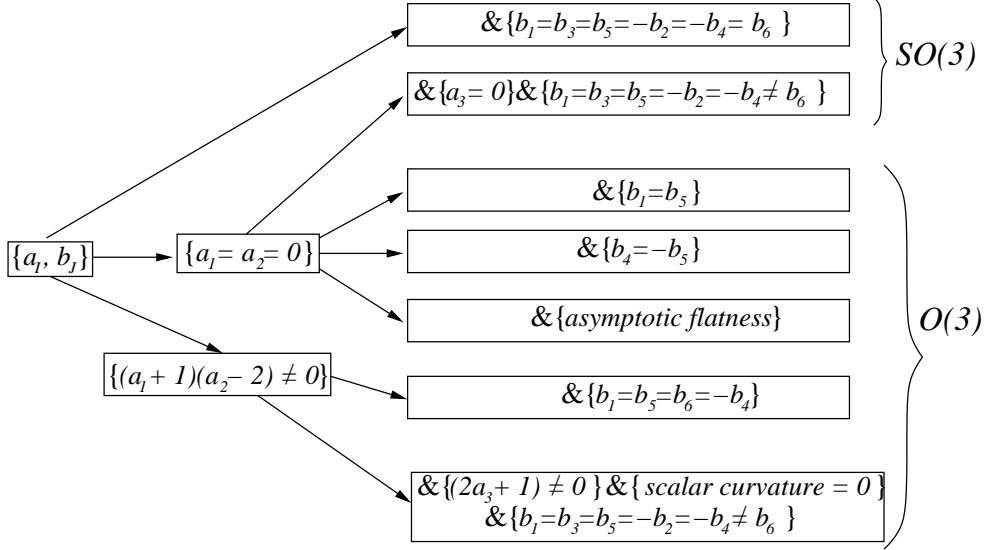 &{b₁=b₃=b₅=−b₂=−b₄= b₆ }
SO(3)
&{a₃= 0}&{b₁=b₃=b₅=−b₂=−b₄≠ b₆ }
&{b₁=b₅}
{a_I, b_J}
{a₁= a₂= 0}
&{b₄=−b₅}
&{asymptotic flatness}
O(3)
{(a₁+ 1)(a₂− 2) ≠ 0}
&{b₁=b₅=b₆=−b₄}
&{(2a₃+ 1) ≠ 0 }&{ scalar curvature = 0 }
&{b₁=b₃=b₅=−b₂=−b₄≠ b₆ }